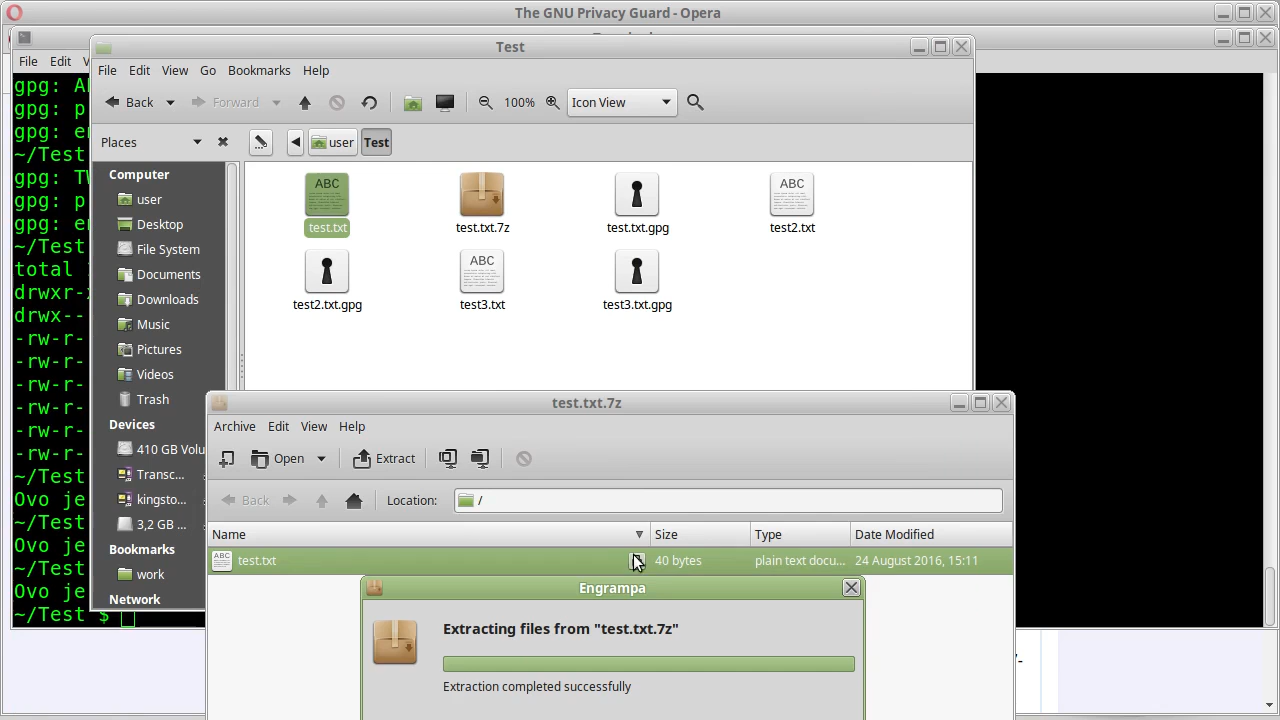 The GNU Privacy Guard - Opera
File Edit
Test
File Edit View Go Bookmarks Help
Back Forward 100% Icon View
Places user Test
Computer
user
Desktop
File System
Documents
Downloads
Music
Pictures
Videos
Trash
Devices
410 GB Volu
Transc...
kingsto...
3,2 GB ...
Bookmarks
work
Network
ABC ABC
test.txt test.txt.7z test.txt.gpg test2.txt
ABC
test2.txt.gpg test3.txt test3.txt.gpg
gpg:
gpg: p
gpg: en
~/Test
gpg: TW
gpg: p
gpg: en
~/Test
total
drwxr-x
drwx--
-rw-r-
-rw-r-
-rw-r-
-rw-r-
-rw-r-
-rw-r-
~/Test
Ovo je
~/Test
Ovo je
~/Test
Ovo je
~/Test $
test.txt.7z
Archive Edit View Help
Open Extract
Back Location: /
Name Size Type Date Modified
ABC test.txt 40 bytes plain text docu... 24 August 2016, 15:11
Engrampa
Extracting files from "test.txt.7z"
Extraction completed successfully